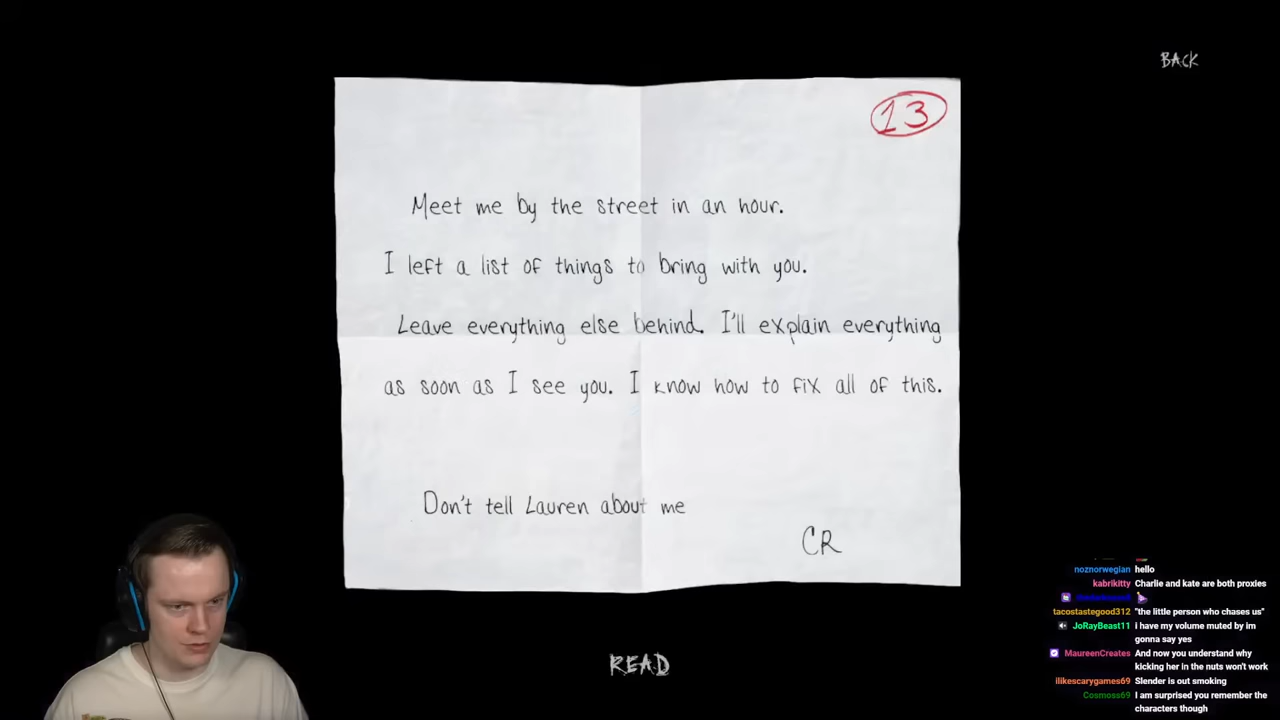 BACK
13
Meet me by the street in an hour.
I left a list of things to bring with you.
Leave everything else behind. I'll explain everything
as soon as I see you. I know how to fix all of this.
Don't tell Lauren about me
CR
READ
noznorwegian hello
kabrikitty Charlie and kate are both proxies
tacostastegood312 "the little person who chases us"
JoRayBeast11 i have my volume muted by im
gonna say yes
MaureenCreates And now you understand why
kicking her in the nuts won't work
ilikescarygames69 Slender is out smoking
Cosmoss69 I am surprised you remember the
characters though